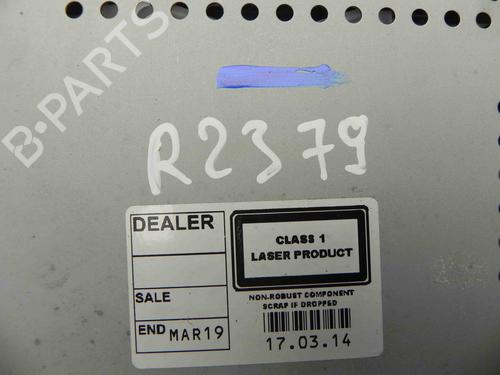 B-PARTS
R2379
DEALER
CLASS 1
LASER PRODUCT
SALE
NON-ROBUST COMPONENT
SCRAP IF DROPPED
END MAR19
17.03.14